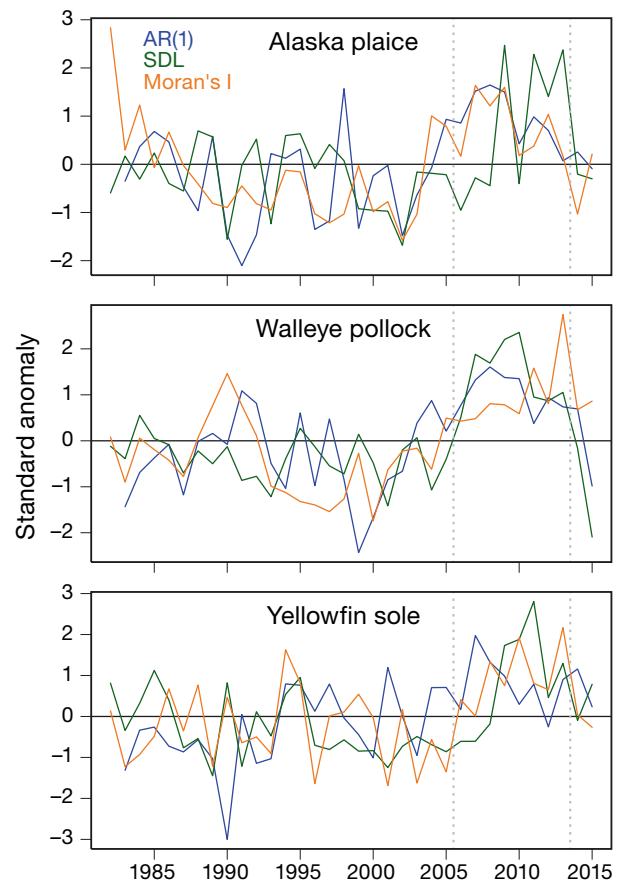 Standard anomaly
Alaska plaice
AR(1)
SDL
Moran's I
3
2
1
0
−1
−2
Walleye pollock
2
1
0
−1
−2
Yellowfin sole
3
2
1
0
−1
−2
−3
1985 1990 1995 2000 2005 2010 2015